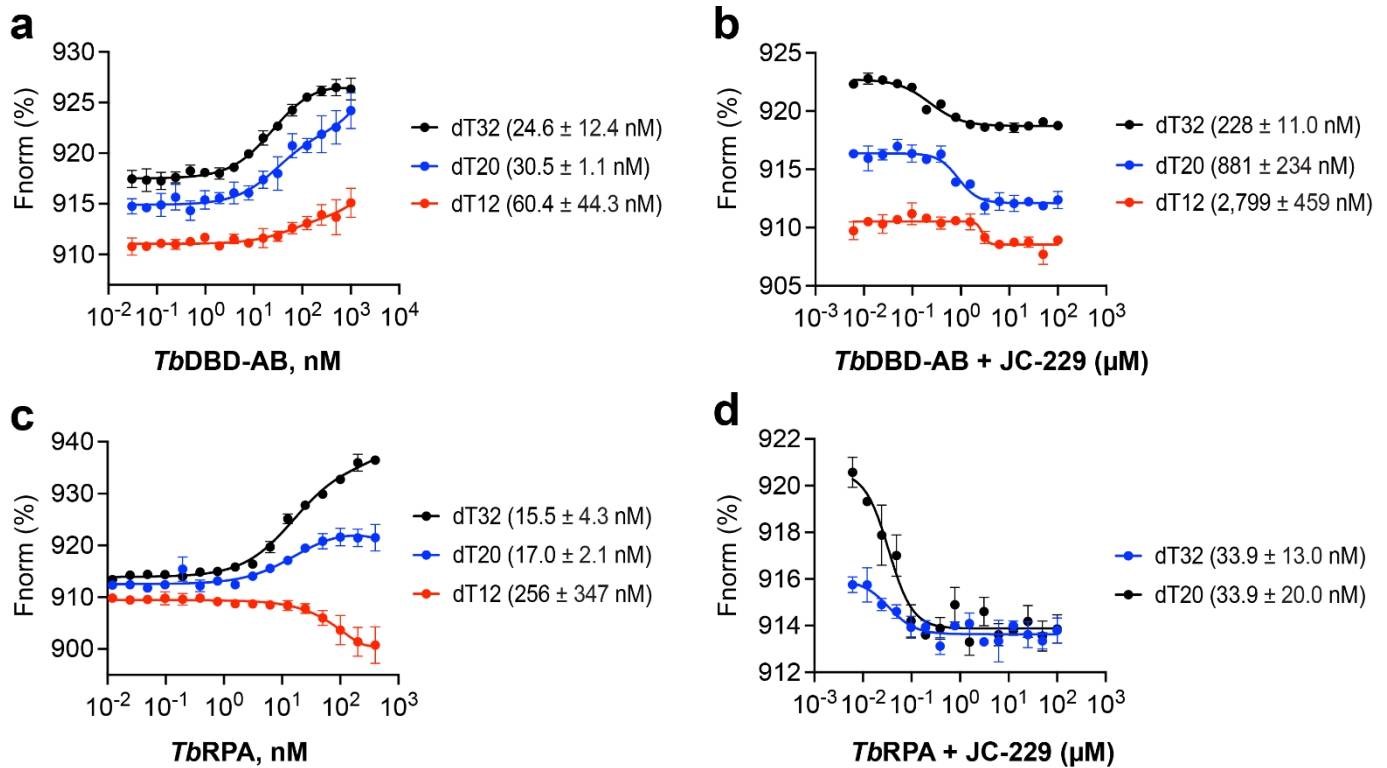 a
Fnorm (%)
930
925
920
915
910
10⁻² 10⁻¹ 10⁰ 10¹ 10² 10³ 10⁴
TbDBD-AB, nM
dT32 (24.6 ± 12.4 nM)
dT20 (30.5 ± 1.1 nM)
dT12 (60.4 ± 44.3 nM)
b
Fnorm (%)
925
920
915
910
905
10⁻³ 10⁻² 10⁻¹ 10⁰ 10¹ 10² 10³
TbDBD-AB + JC-229 (µM)
dT32 (228 ± 11.0 nM)
dT20 (881 ± 234 nM)
dT12 (2,799 ± 459 nM)
c
Fnorm (%)
940
930
920
910
900
10⁻² 10⁻¹ 10⁰ 10¹ 10² 10³
TbRPA, nM
dT32 (15.5 ± 4.3 nM)
dT20 (17.0 ± 2.1 nM)
dT12 (256 ± 347 nM)
d
Fnorm (%)
922
920
918
916
914
912
10⁻³ 10⁻² 10⁻¹ 10⁰ 10¹ 10² 10³
TbRPA + JC-229 (µM)
dT32 (33.9 ± 13.0 nM)
dT20 (33.9 ± 20.0 nM)